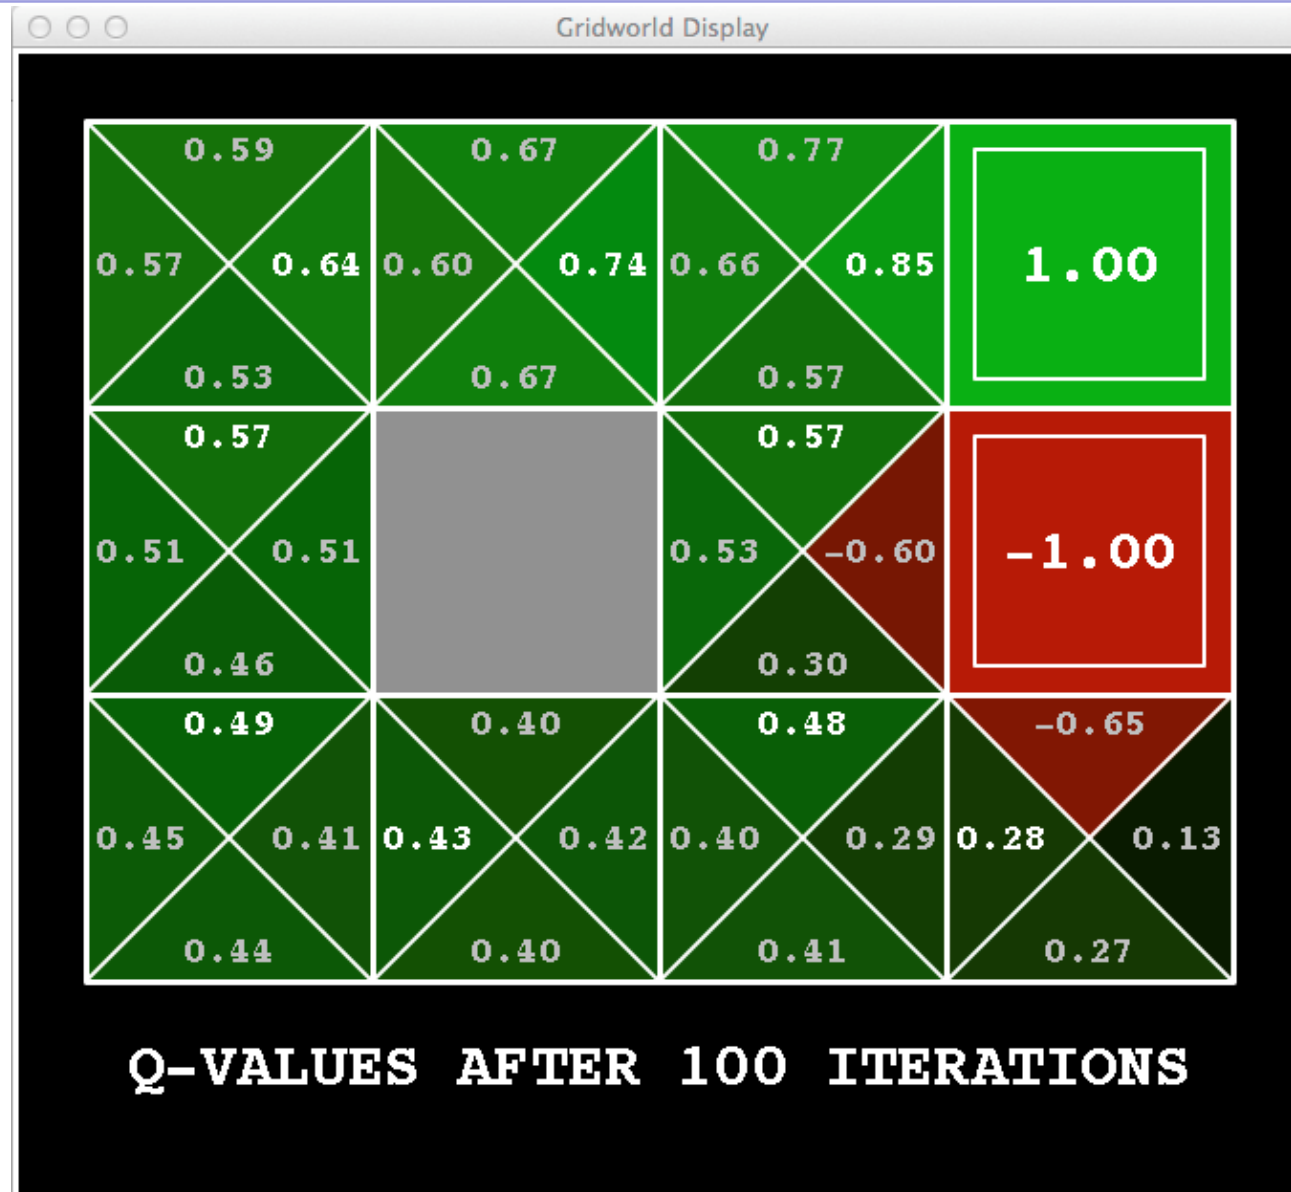 Gridworld Display
0.59 0.67 0.77
0.57 0.64 0.60 0.74 0.66 0.85 1.00
0.53 0.67 0.57
0.57 0.57
0.51 0.51 0.53 -0.60 -1.00
0.46 0.30
0.49 0.40 0.48 -0.65
0.45 0.41 0.43 0.42 0.40 0.29 0.28 0.13
0.44 0.40 0.41 0.27
Q-VALUES AFTER 100 ITERATIONS